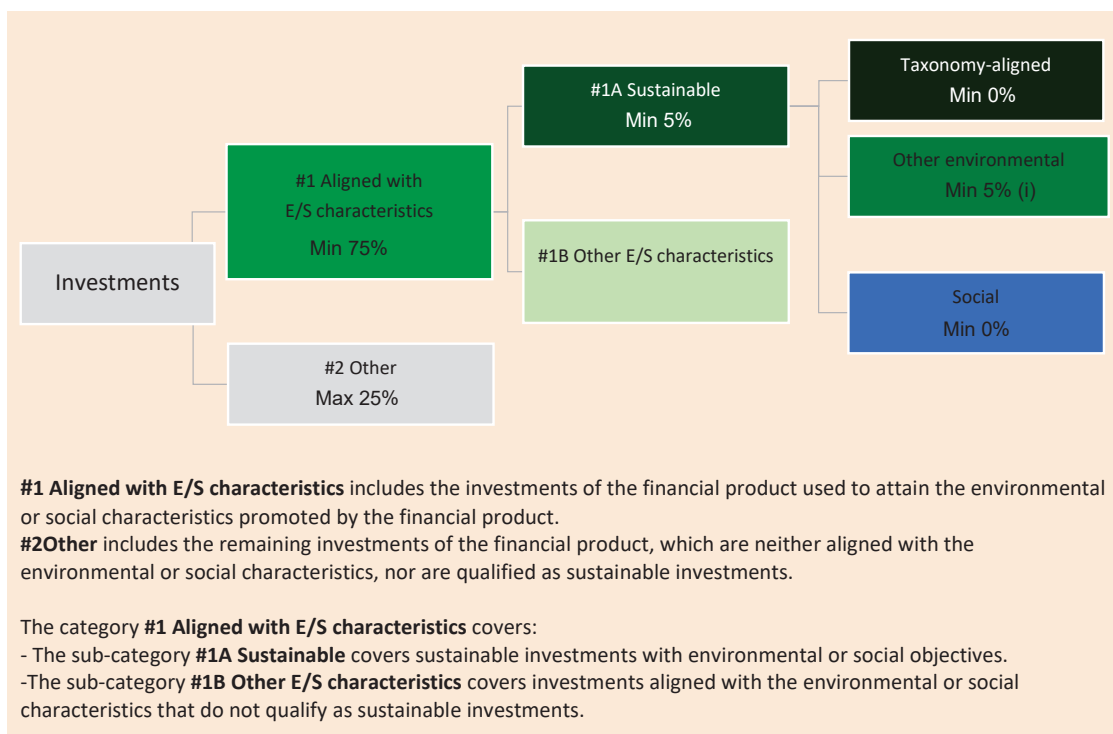 Investments
#1 Aligned with
E/S characteristics
Min 75%
#2 Other
Max 25%
#1A Sustainable
Min 5%
#1B Other E/S characteristics
Taxonomy-aligned
Min 0%
Other environmental
Min 5% (i)
Social
Min 0%
#1 Aligned with E/S characteristics includes the investments of the financial product used to attain the environmental
or social characteristics promoted by the financial product.
#2Other includes the remaining investments of the financial product, which are neither aligned with the
environmental or social characteristics, nor are qualified as sustainable investments.
The category #1 Aligned with E/S characteristics covers:
- The sub-category #1A Sustainable covers sustainable investments with environmental or social objectives.
-The sub-category #1B Other E/S characteristics covers investments aligned with the environmental or social
characteristics that do not qualify as sustainable investments.